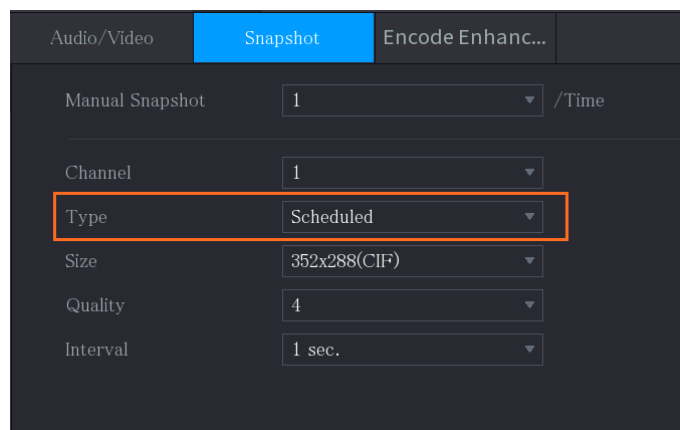 Audio/Video Snapshot Encode Enhanc...
Manual Snapshot 1 /Time
Channel 1
Type Scheduled
Size 352x288(CIF)
Quality 4
Interval 1 sec.